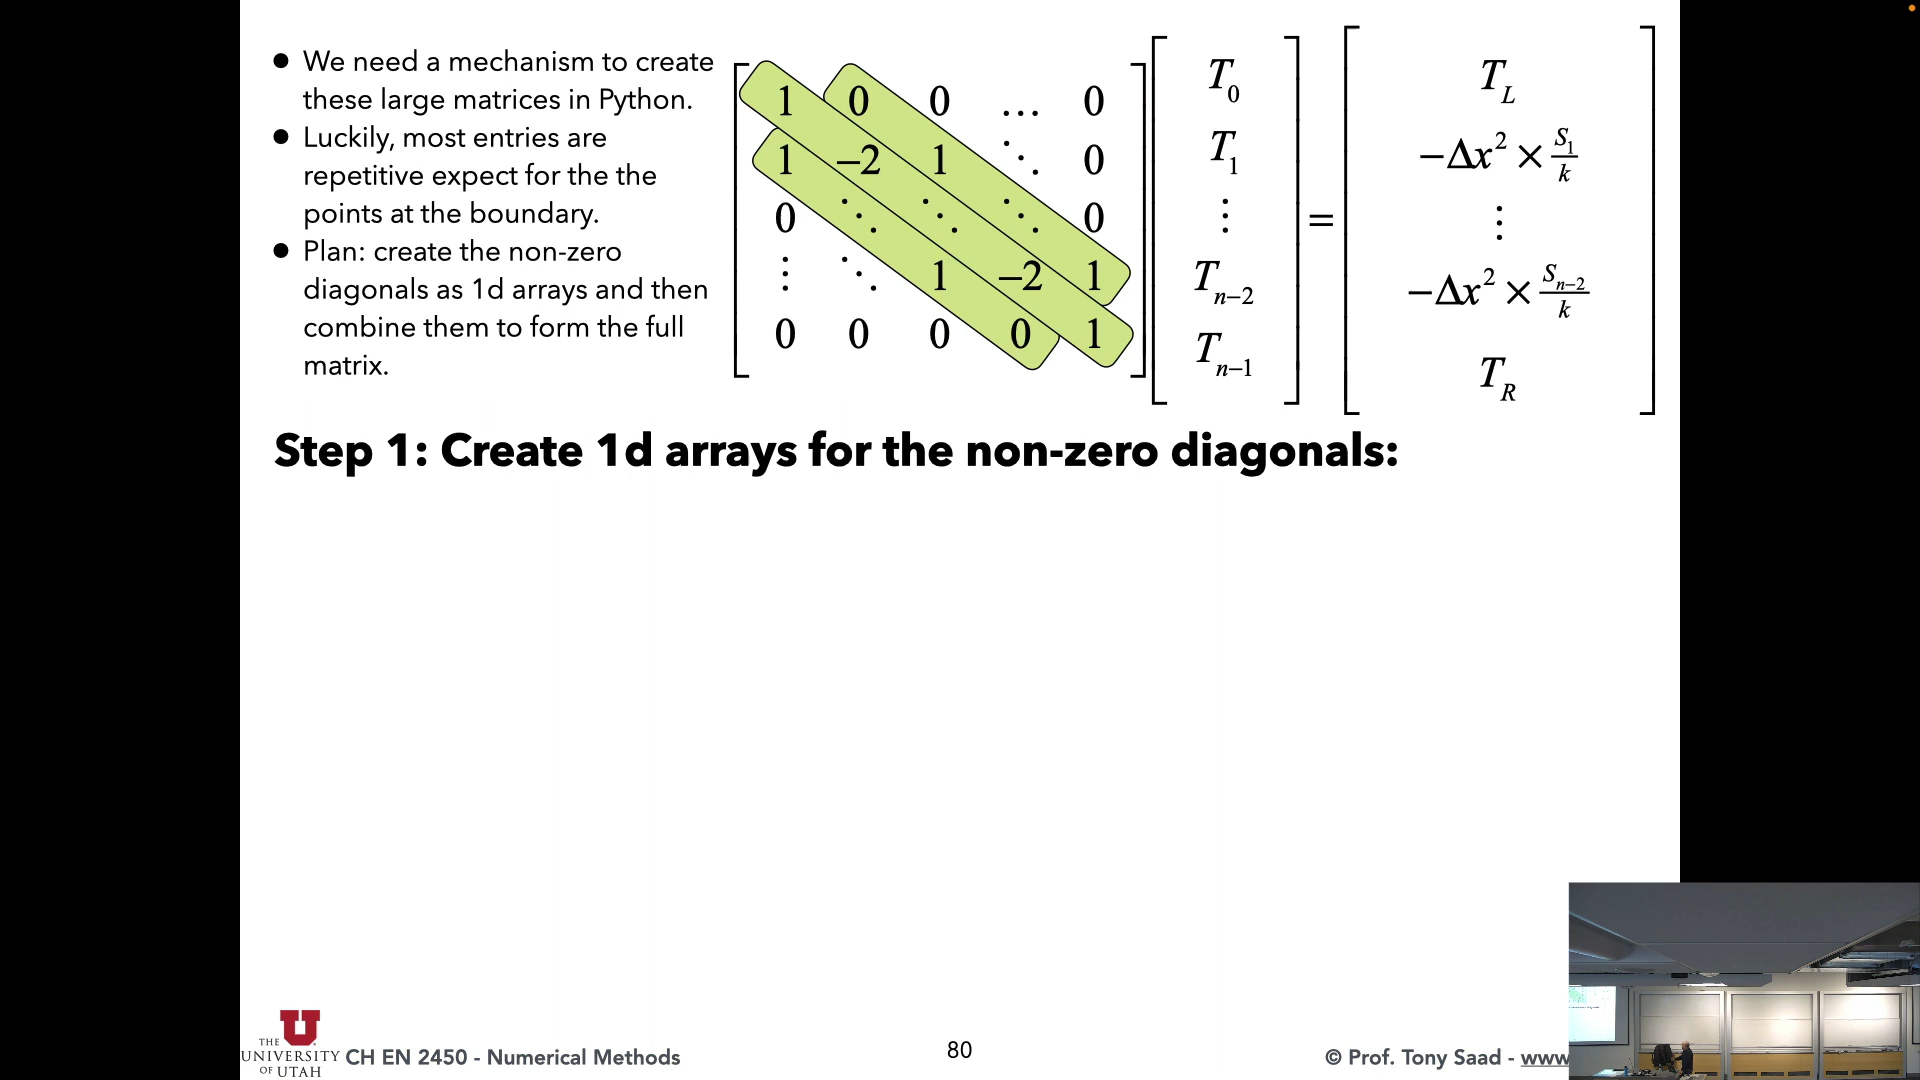 ● We need a mechanism to create
these large matrices in Python.
● Luckily, most entries are
repetitive expect for the the
points at the boundary.
● Plan: create the non-zero
diagonals as 1d arrays and then
combine them to form the full
matrix.
1 0 0 … 0
1 −2 1 ⋱ 0
0 ⋱ ⋱ ⋱ 0
⋮ ⋱ 1 −2 1
0 0 0 0 1
T₀
T₁
⋮
Tₙ₋₂
Tₙ₋₁
=
T_L
−Δx² × S₁/k
⋮
−Δx² × Sₙ₋₂/k
T_R
Step 1: Create 1d arrays for the non-zero diagonals:
THE
UNIVERSITY
OF UTAH
CH EN 2450 - Numerical Methods
80
© Prof. Tony Saad - www